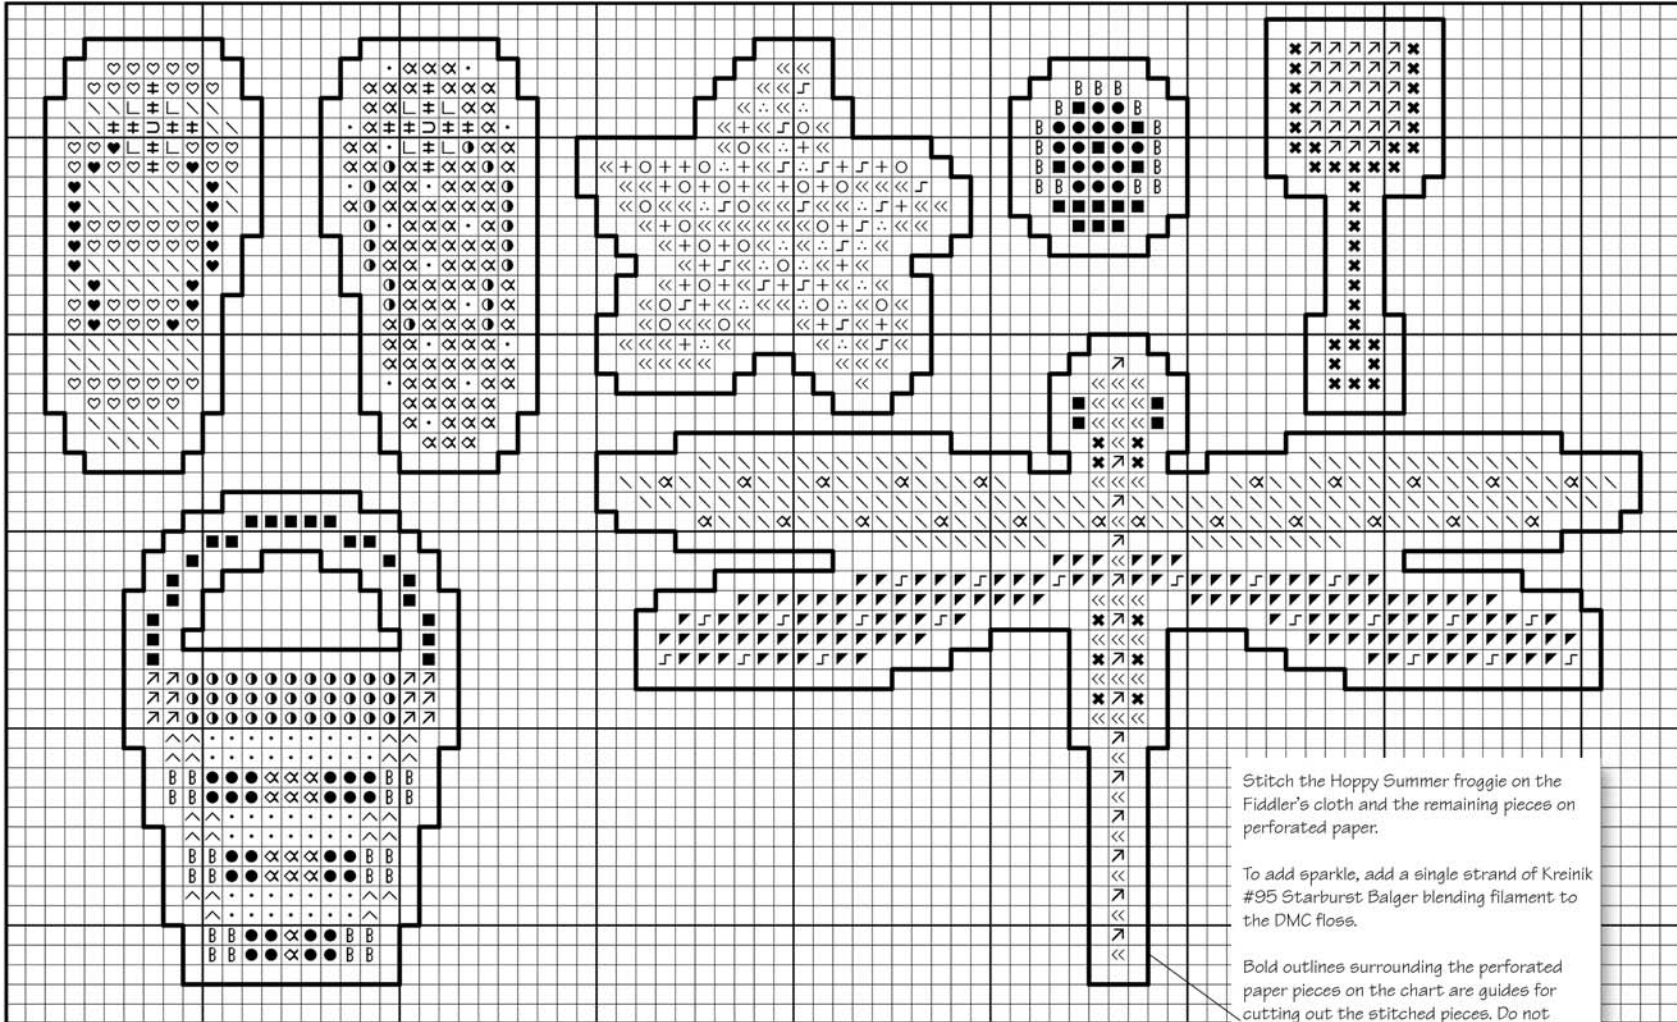 Stitch the Hoppy Summer froggie on the
Fiddler's cloth and the remaining pieces on
perforated paper.
To add sparkle, add a single strand of Kreinik
#95 Starburst Balger blending filament to
the DMC floss.
Bold outlines surrounding the perforated
paper pieces on the chart are guides for
cutting out the stitched pieces. Do not